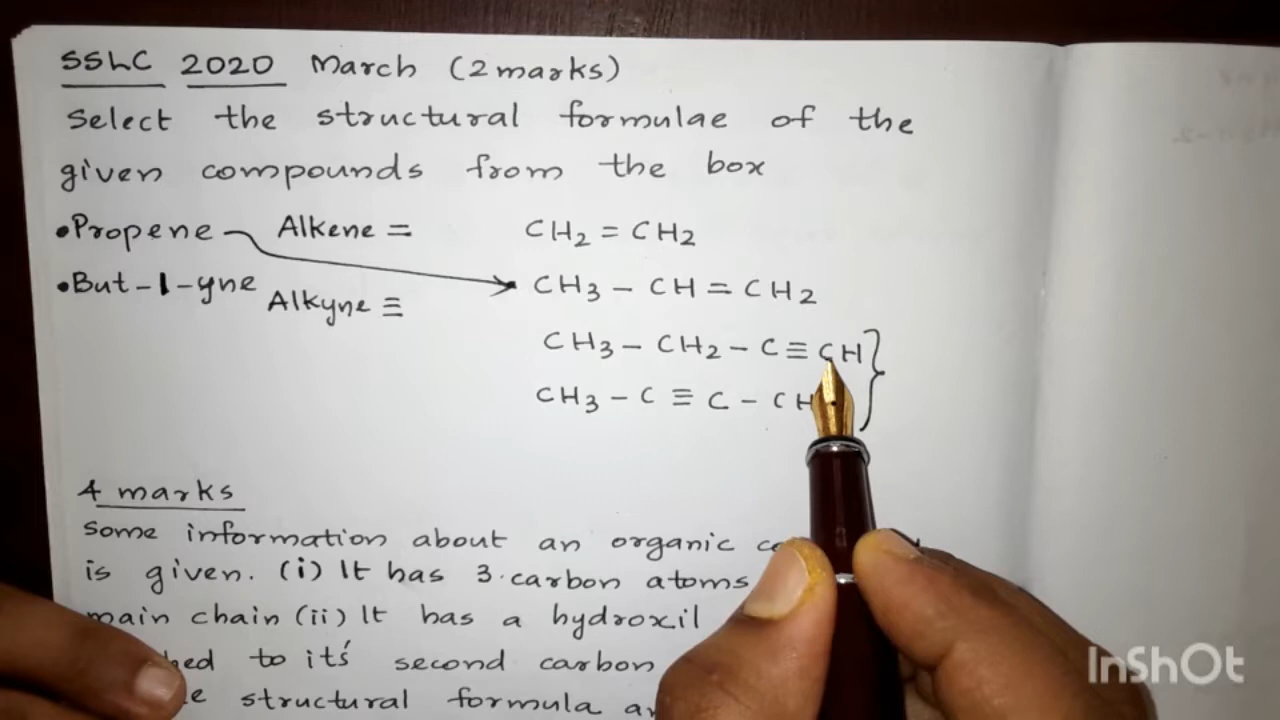 SSLC 2020 March (2 marks)
Select the structural formulae of the
given compounds from the box
•Propene Alkene = CH2 = CH2
CH3 – CH = CH2
•But-1-yne Alkyne ≡
CH3 – CH2 – C ≡ CH
CH3 – C ≡ C – CH
4 marks
Some information about an organic
is given. (i) It has 3 carbon atoms
main chain (ii) It has a hydroxil
to it's second carbon
structural formula
InShOt